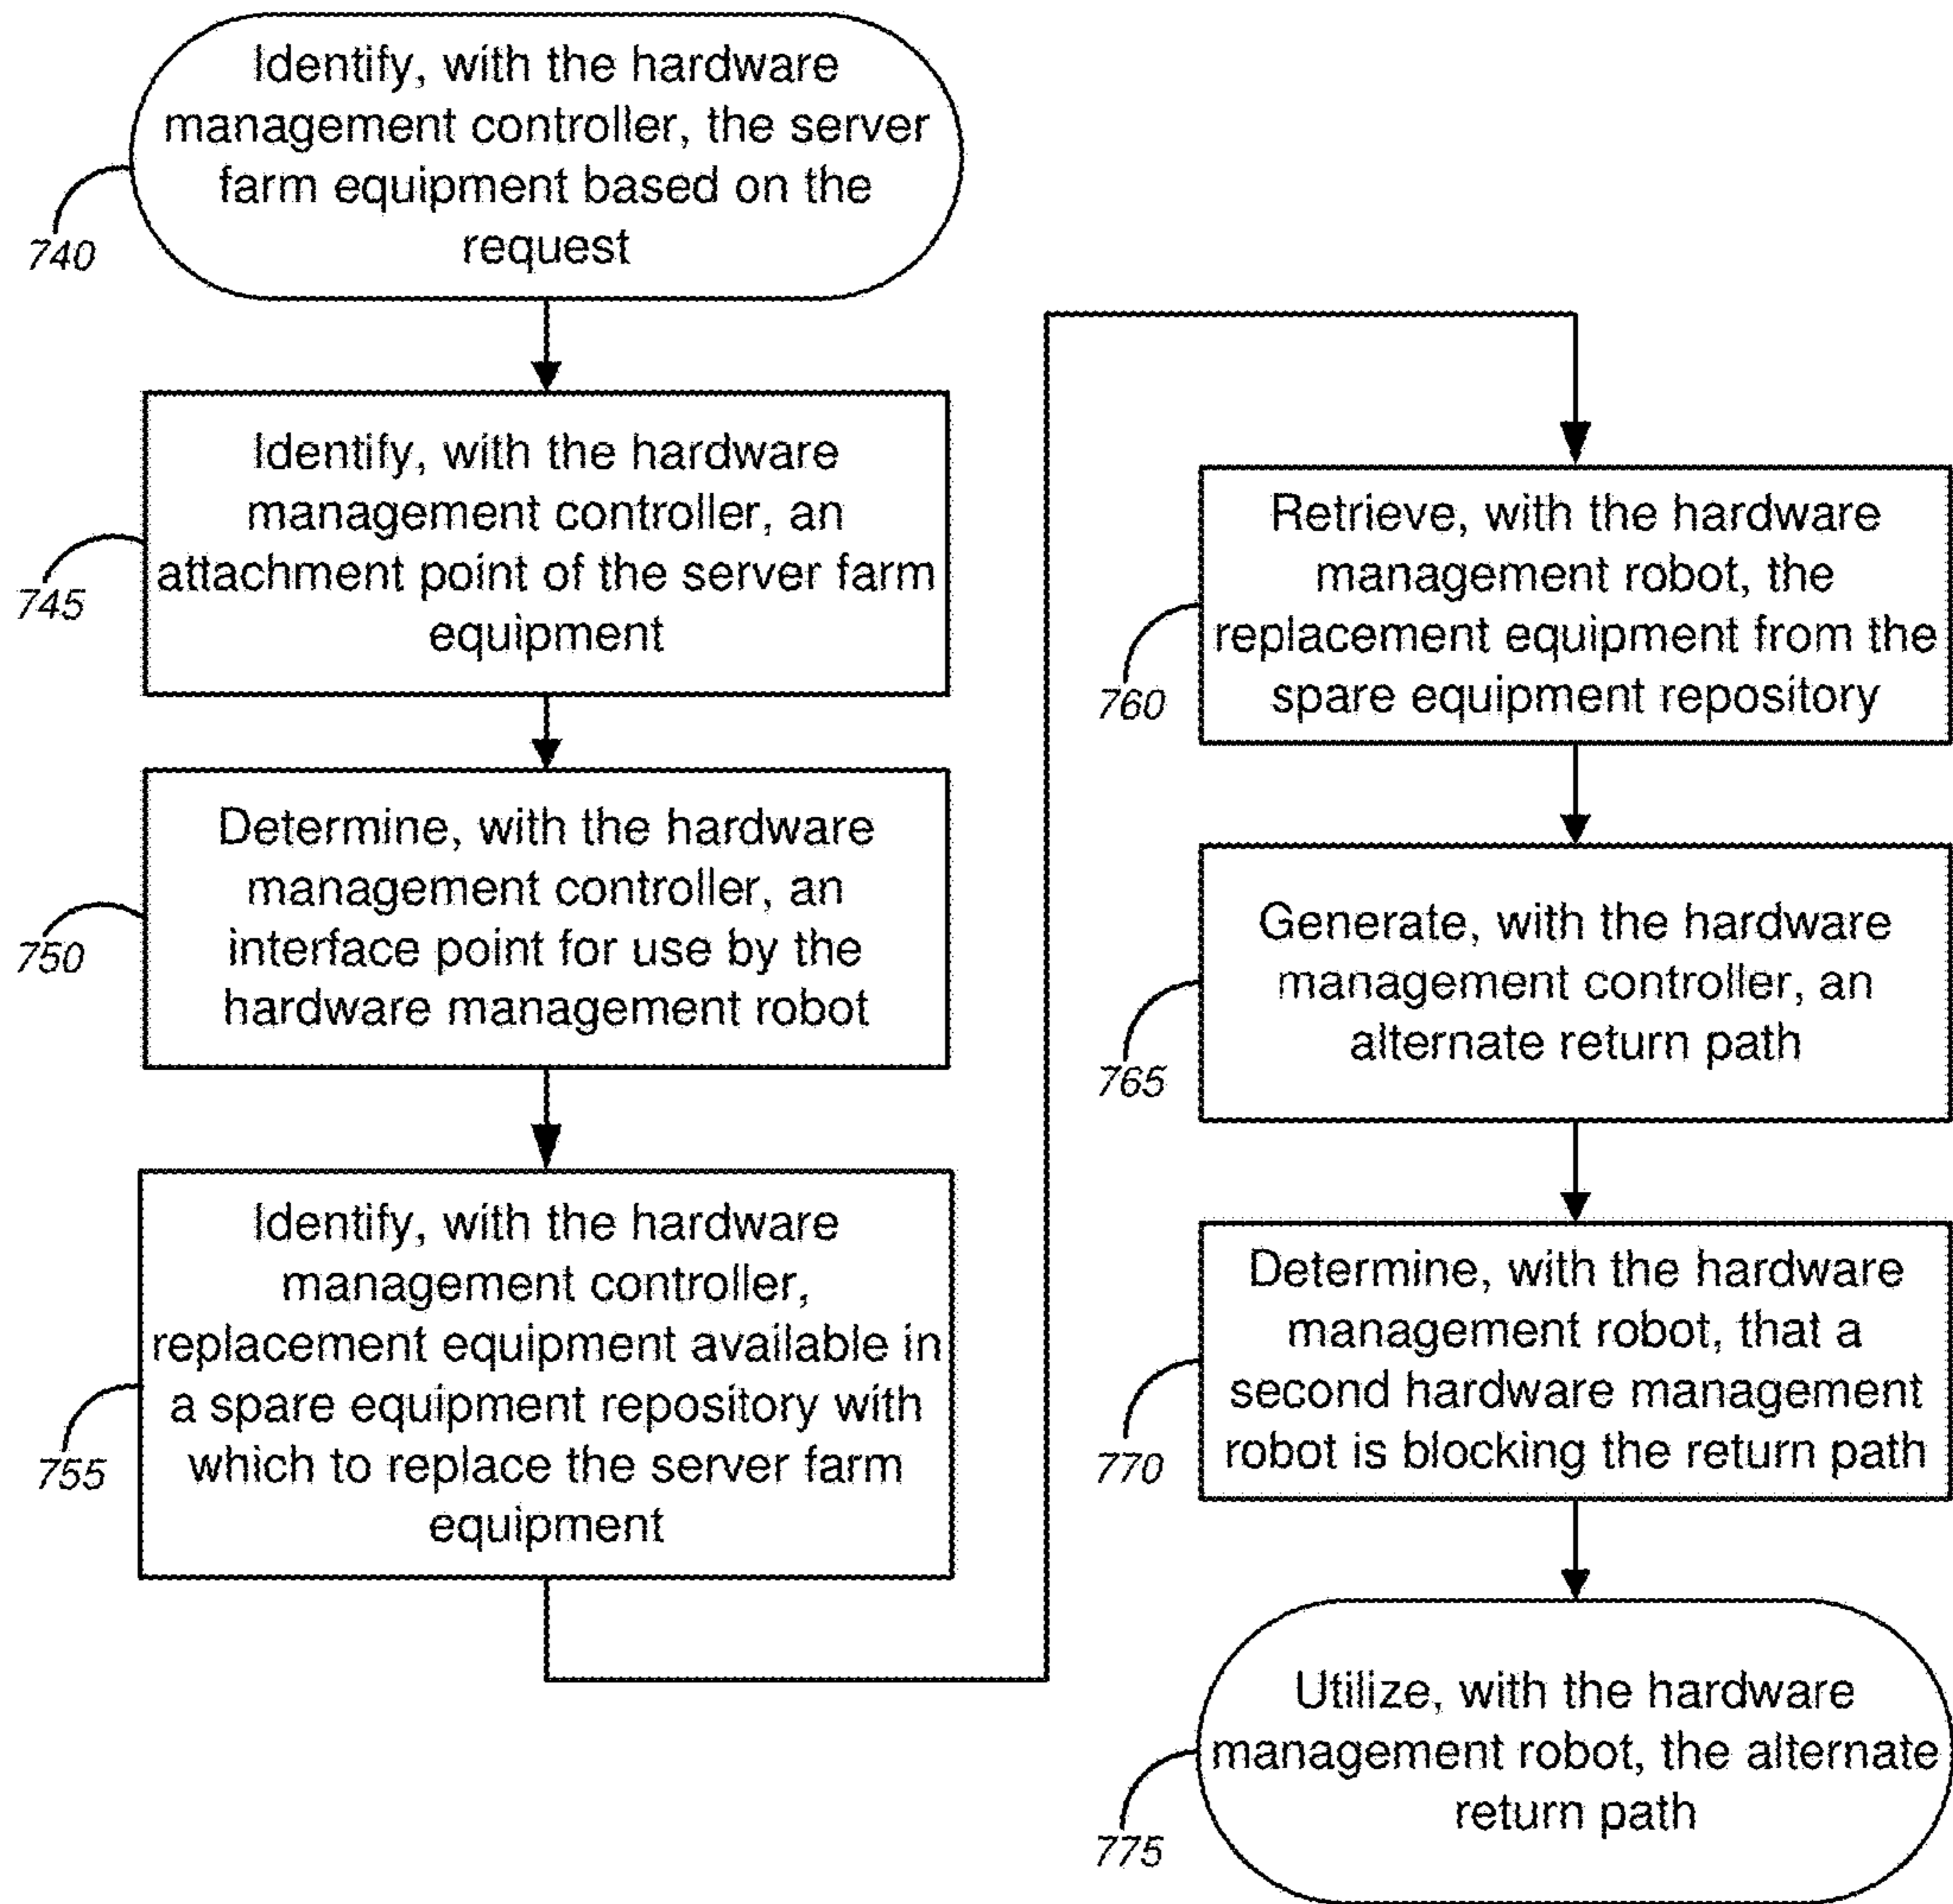 Identify, with the hardware
management controller, the server
farm equipment based on the
request
740
Identify, with the hardware
management controller, an
attachment point of the server farm
equipment
745
Determine, with the hardware
management controller, an
interface point for use by the
hardware management robot
750
Identify, with the hardware
management controller,
replacement equipment available in
a spare equipment repository with
which to replace the server farm
equipment
755
Retrieve, with the hardware
management robot, the
replacement equipment from the
spare equipment repository
760
Generate, with the hardware
management controller, an
alternate return path
765
Determine, with the hardware
management robot, that a
second hardware management
robot is blocking the return path
770
Utilize, with the hardware
management robot, the alternate
return path
775